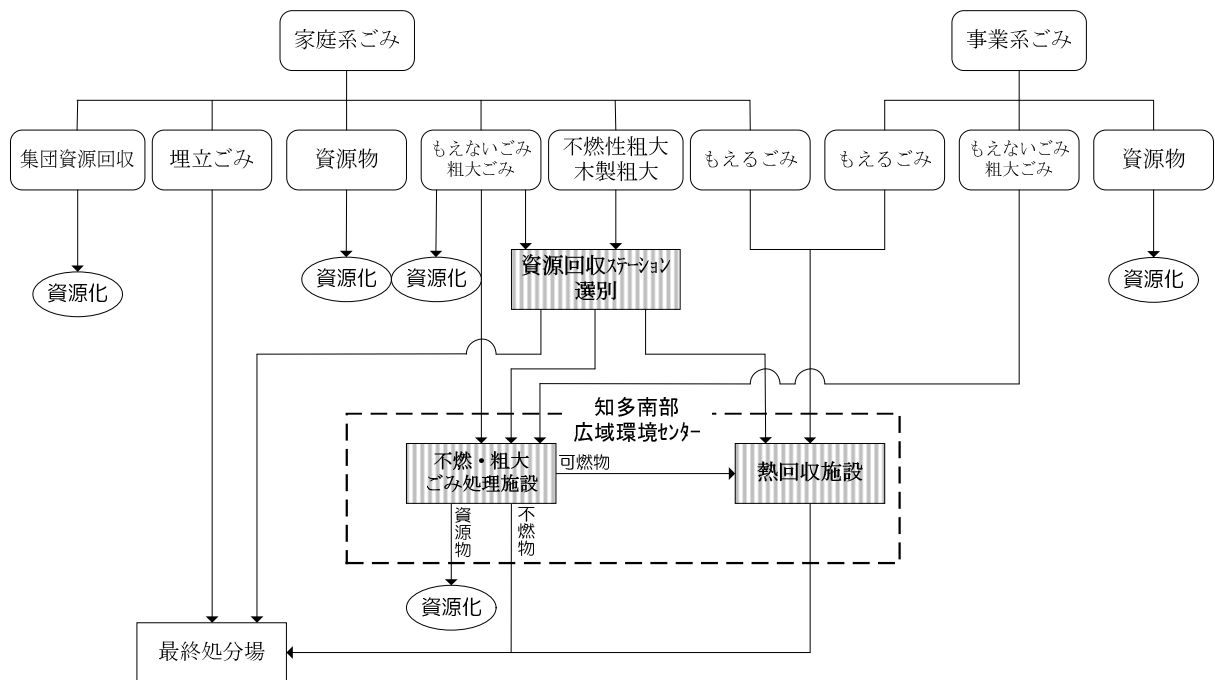 家庭系ごみ
事業系ごみ
集団資源回収
埋立ごみ
資源物
もえないごみ
粗大ごみ
不燃性粗大
木製粗大
もえるごみ
もえるごみ
もえないごみ
粗大ごみ
資源物
資源化
資源化
資源化
資源回収ｽﾃｰｼｮﾝ
選別
資源化
知多南部
広域環境ｾﾝﾀｰ
不燃・粗大
ごみ処理施設
可燃物
熱回収施設
資源物
不燃物
資源化
最終処分場